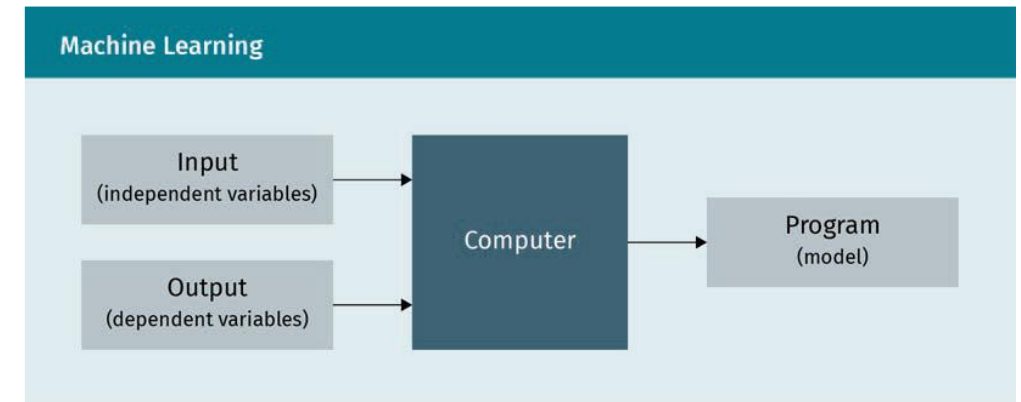 Machine Learning
Input
(independent variables)
Output
(dependent variables)
Computer
Program
(model)